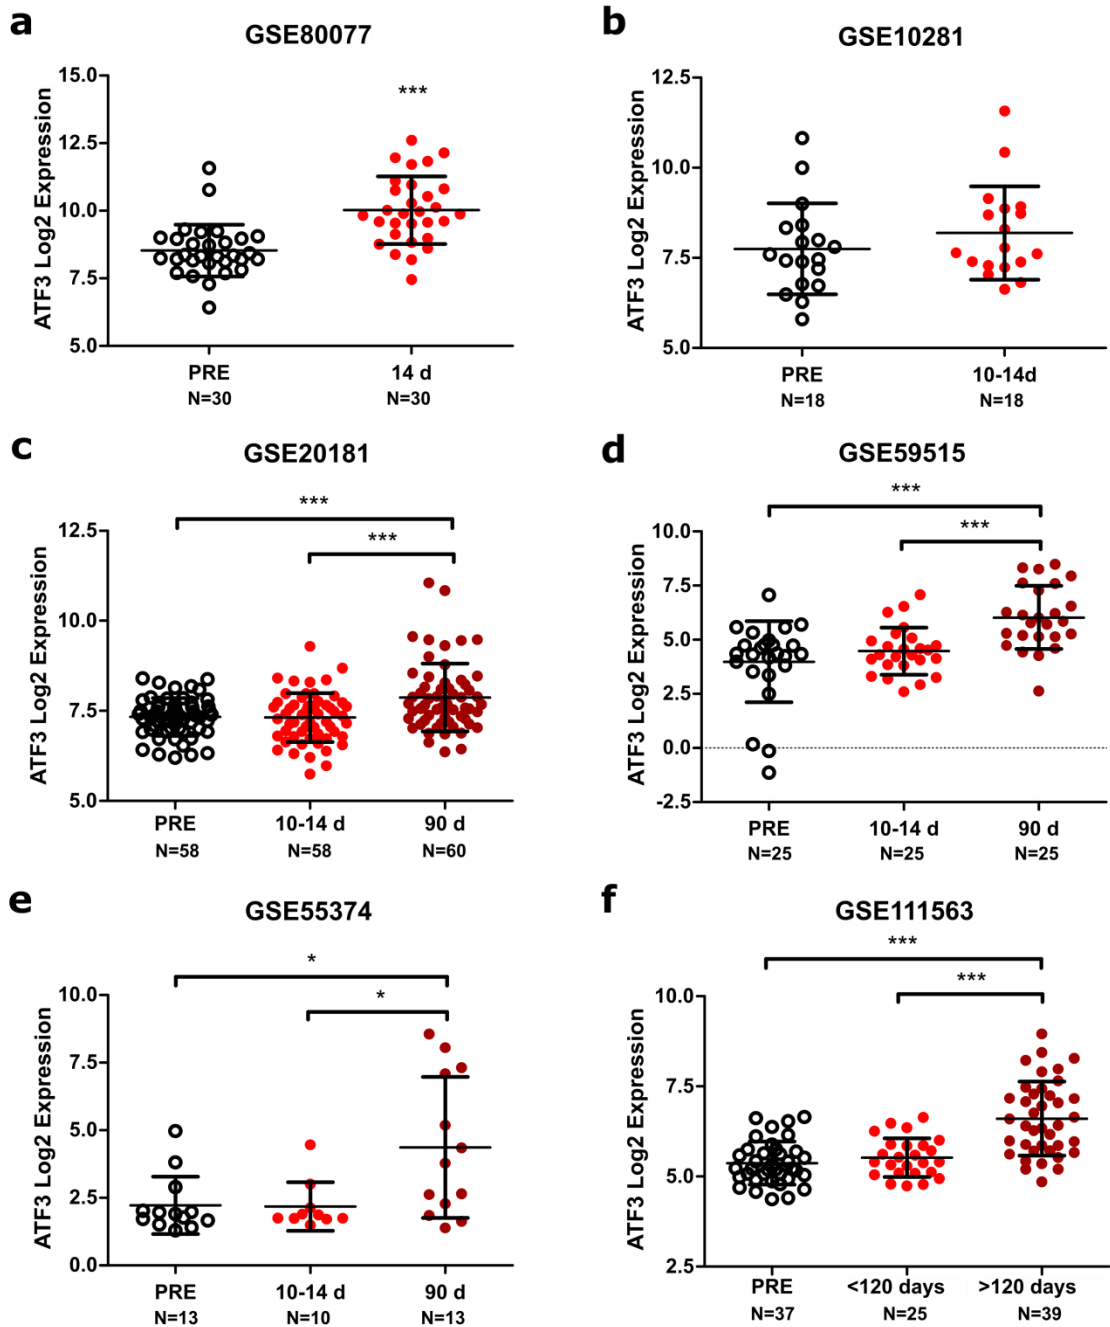 a
GSE80077
ATF3 Log2 Expression
15.0
12.5
10.0
7.5
5.0
***
PRE
14 d
N=30
N=30
b
GSE10281
ATF3 Log2 Expression
12.5
10.0
7.5
5.0
PRE
10-14d
N=18
N=18
c
GSE20181
***
***
ATF3 Log2 Expression
12.5
10.0
7.5
5.0
PRE
10-14 d
90 d
N=58
N=58
N=60
d
GSE59515
***
***
ATF3 Log2 Expression
10.0
7.5
5.0
2.5
0.0
-2.5
PRE
10-14 d
90 d
N=25
N=25
N=25
e
GSE55374
*
*
ATF3 Log2 Expression
10.0
7.5
5.0
2.5
0.0
PRE
10-14 d
90 d
N=13
N=10
N=13
f
GSE111563
***
***
ATF3 Log2 Expression
10.0
7.5
5.0
2.5
PRE
<120 days
>120 days
N=37
N=25
N=39